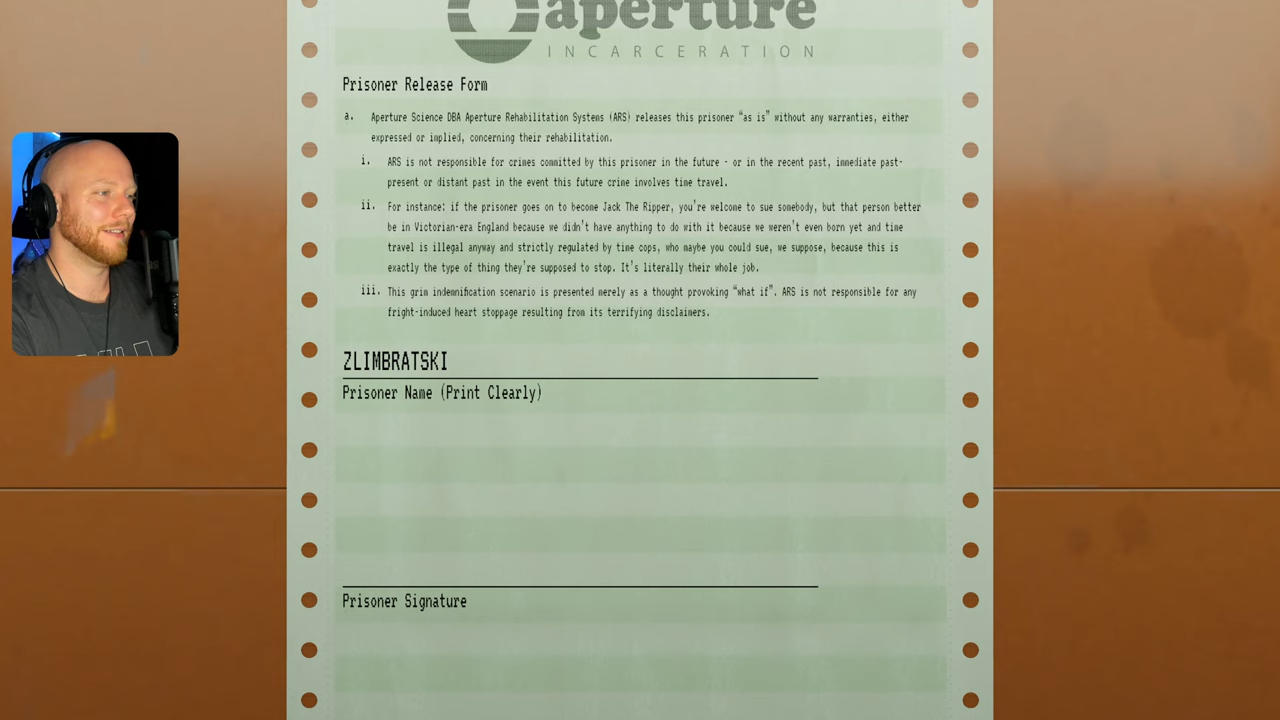 aperture
INCARCERATION
Prisoner Release Form
a. Aperture Science DBA Aperture Rehabilitation Systems (ARS) releases this prisoner “as is” without any warranties, either
expressed or implied, concerning their rehabilitation.
i. ARS is not responsible for crimes committed by this prisoner in the future - or in the recent past, immediate past-
present or distant past in the event this future crime involves time travel.
ii. For instance: if the prisoner goes on to become Jack The Ripper, you’re welcome to sue somebody, but that person better
be in Victorian-era England because we didn’t have anything to do with it because we weren’t even born yet and time
travel is illegal anyway and strictly regulated by time cops, who maybe you could sue, we suppose, because this is
exactly the type of thing they’re supposed to stop. It’s literally their whole job.
iii. This grim indemnification scenario is presented merely as a thought provoking “what if”. ARS is not responsible for any
fright-induced heart stoppage resulting from its terrifying disclaimers.
ZLIMBRATSKI
Prisoner Name (Print Clearly)
Prisoner Signature